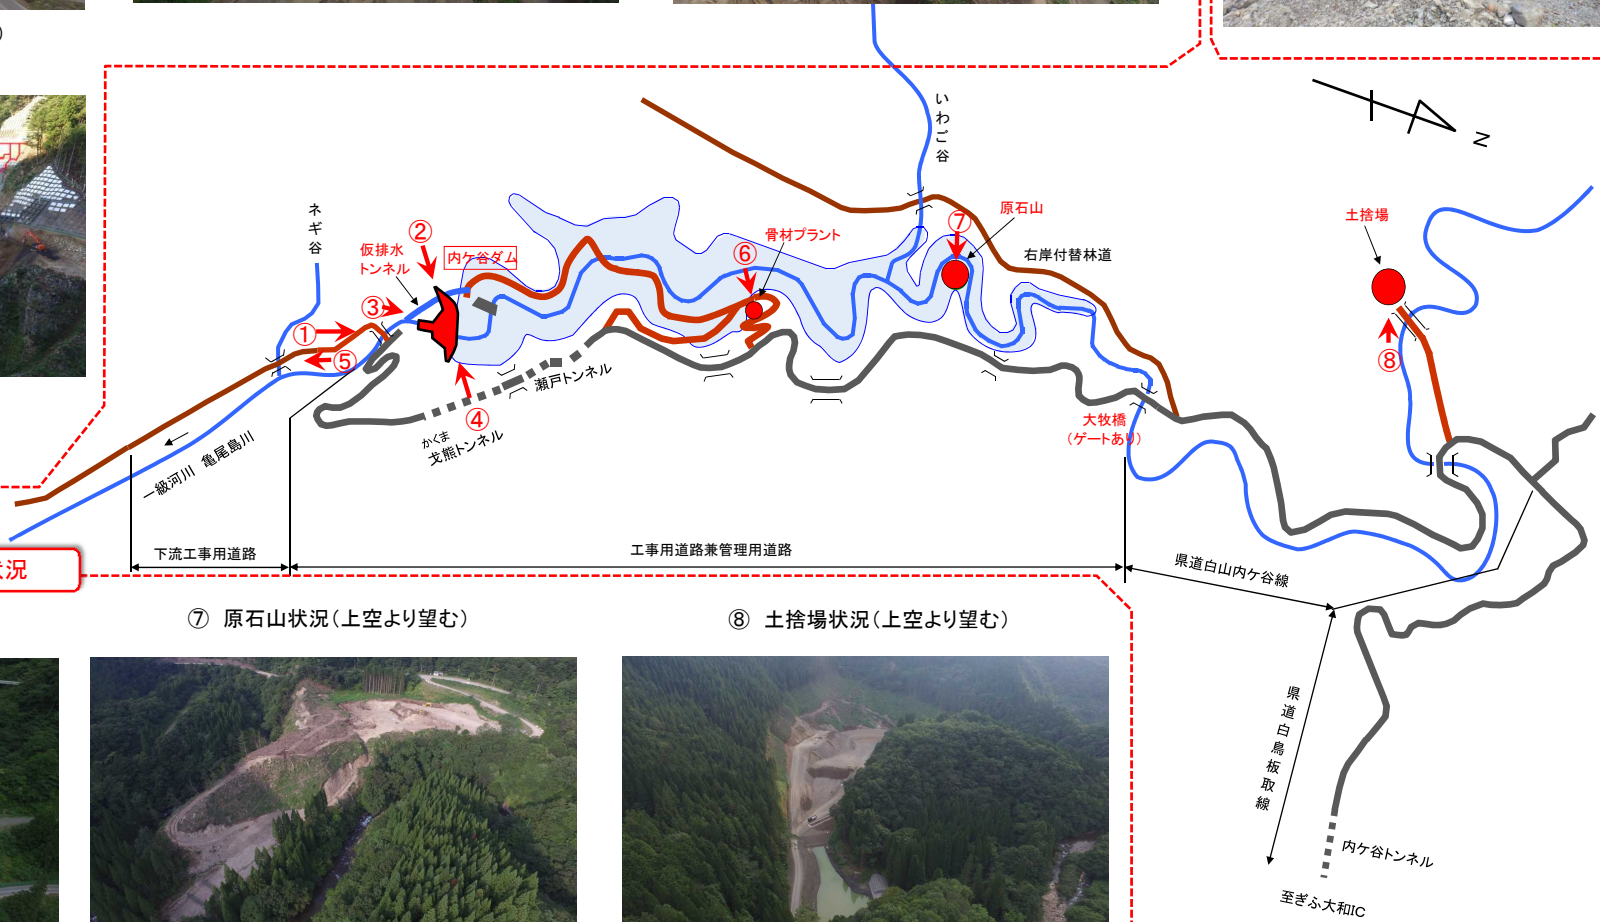 ）
いわご谷
N
ネギ谷
②
仮排水
トンネル
内ケ谷ダム
⑥
骨材プラント
⑦
原石山
右岸付替林道
土捨場
③
①
⑤
④
瀬戸トンネル
かくま
戈熊トンネル
大牧橋
（ゲートあり）
⑧
一級河川 亀尾島川
下流工事用道路
工事用道路兼管理用道路
県道白山内ケ谷線
状況
⑦ 原石山状況（上空より望む）
⑧ 土捨場状況（上空より望む）
県道白鳥板取線
内ケ谷トンネル
至ぎふ大和IC